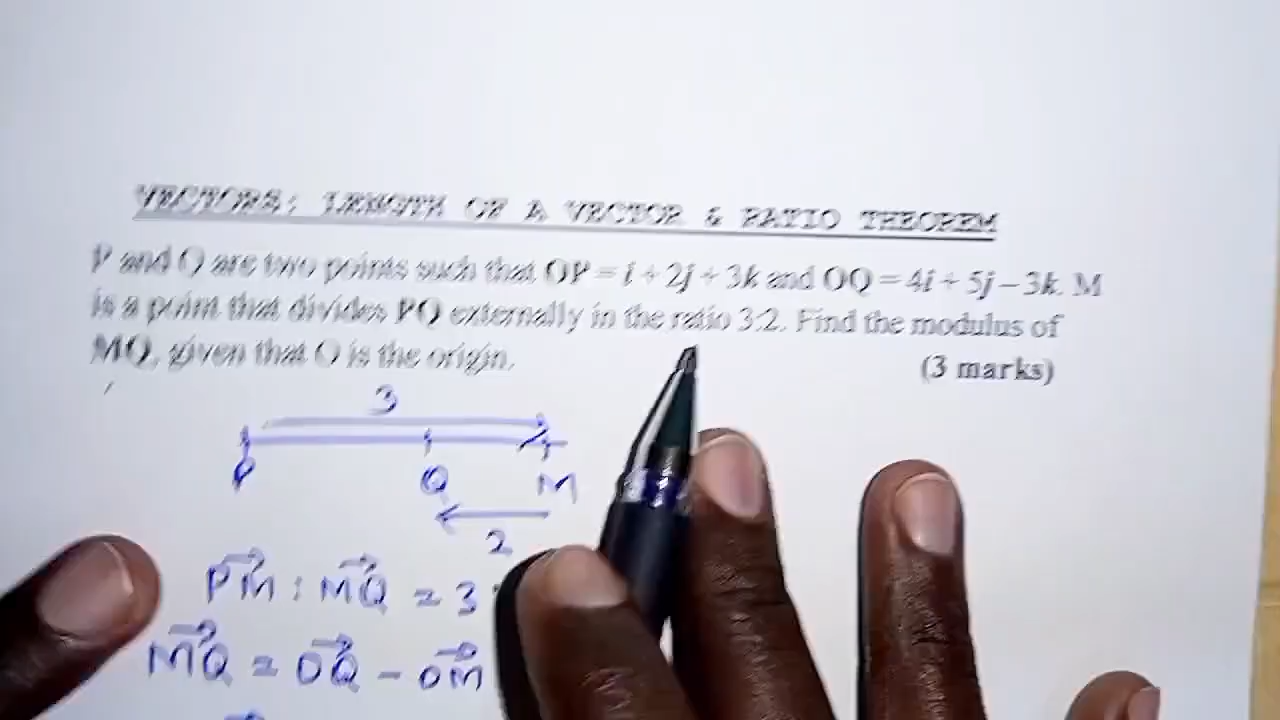 VECTORS: LENGTH OF A VECTOR & RATIO THEOREM
P and Q are two points such that OP = i + 2j + 3k and OQ = 4i + 5j – 3k. M
is a point that divides PQ externally in the ratio 3:2. Find the modulus of
MQ, given that O is the origin.
(3 marks)
3
P Q M
2
PM : MQ = 3
MQ = OQ - OM